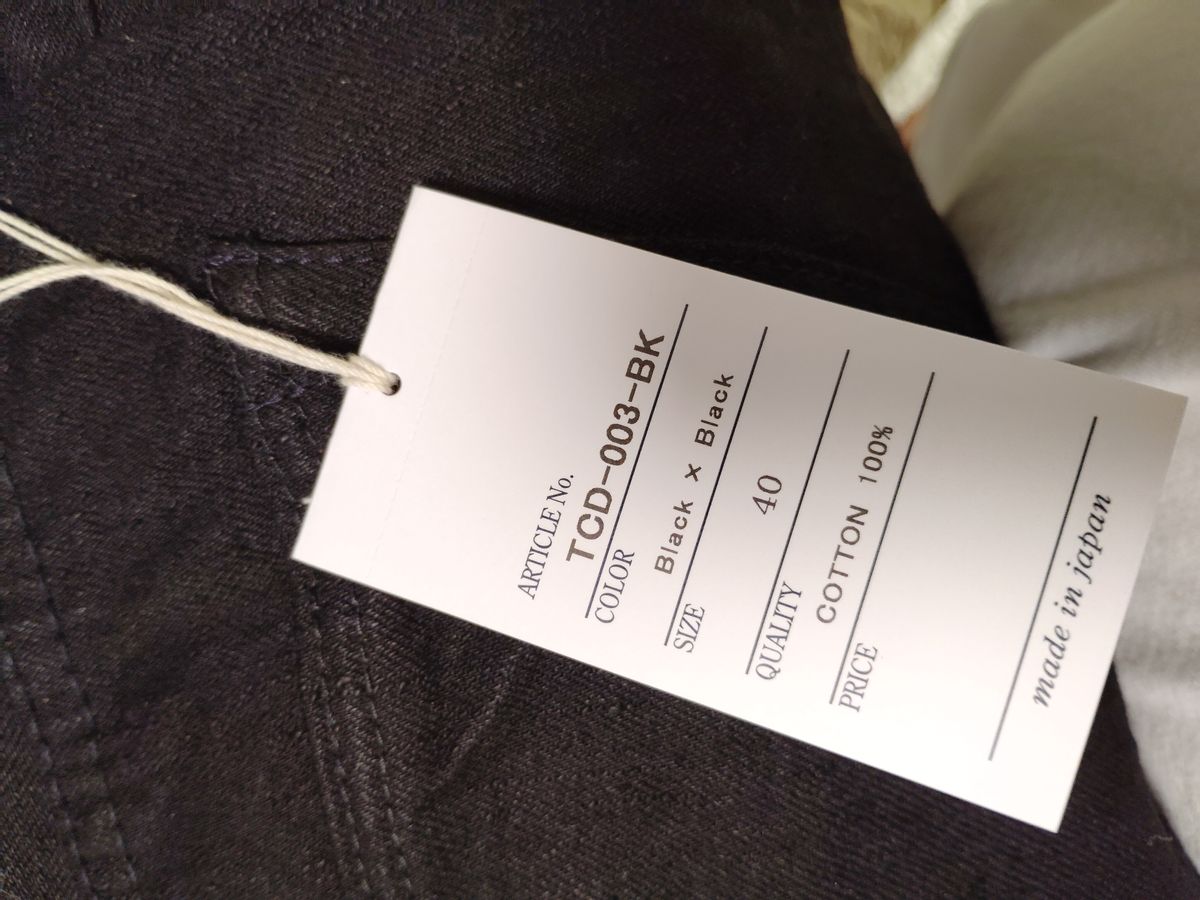 ARTICLE No.
TCD-003-BK
COLOR
Black × Black
SIZE
40
QUALITY
COTTON 100%
PRICE
made in japan